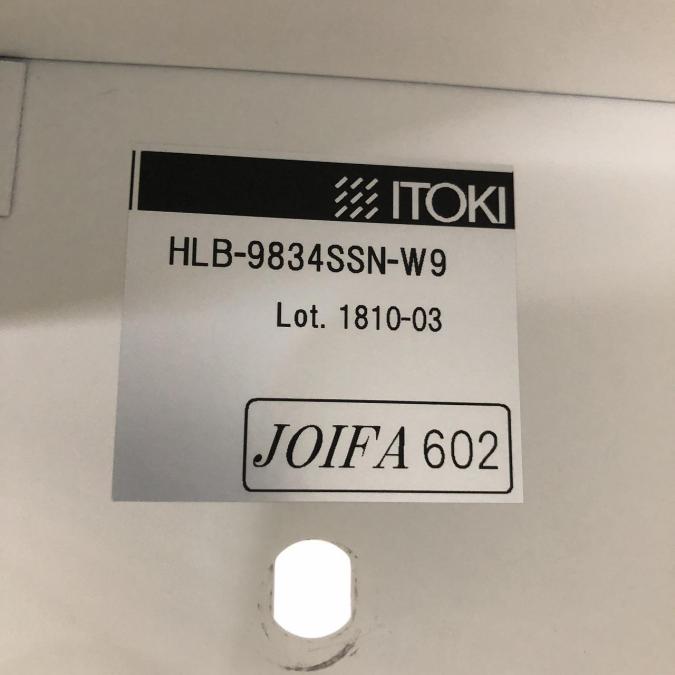 ITOKI
HLB-9834SSN-W9
Lot. 1810-03
JOIFA 602